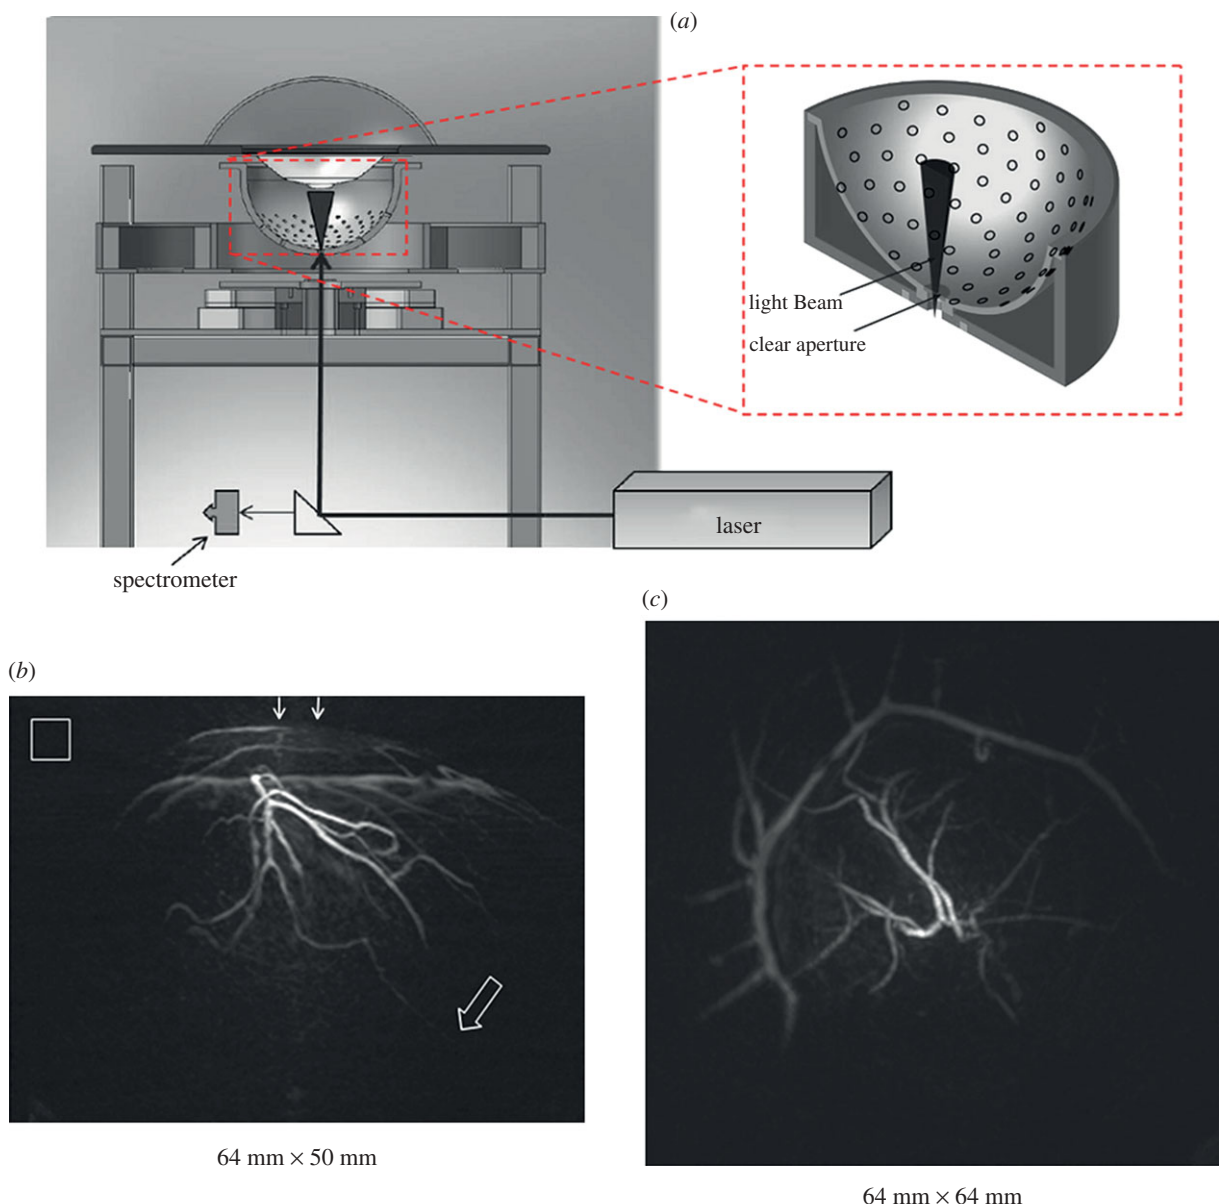 (a)
light Beam
clear aperture
laser
spectrometer
(b)
64 mm × 50 mm
(c)
64 mm × 64 mm